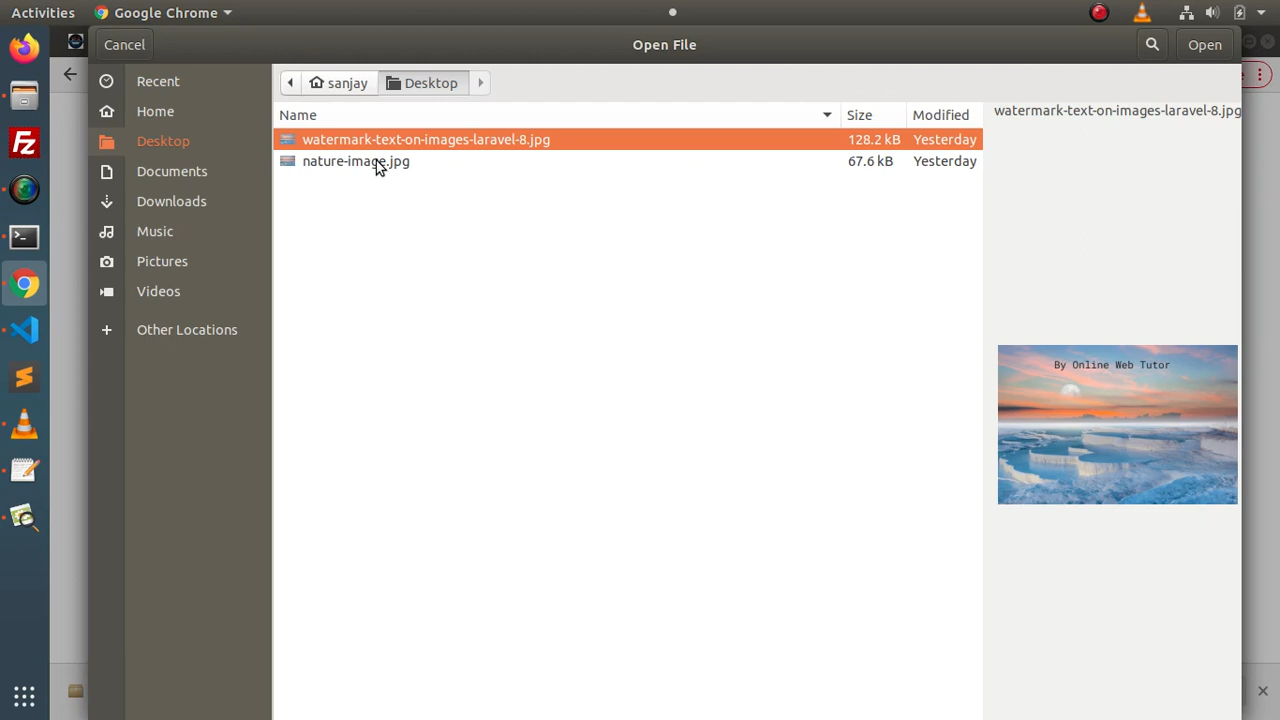 Activities Google Chrome
Cancel Open File Open
Recent
Home
Desktop
Documents
Downloads
Music
Pictures
Videos
Other Locations
sanjay Desktop
Name Size Modified
watermark-text-on-images-laravel-8.jpg 128.2 kB Yesterday
nature-image.jpg 67.6 kB Yesterday
watermark-text-on-images-laravel-8.jpg
By Online Web Tutor